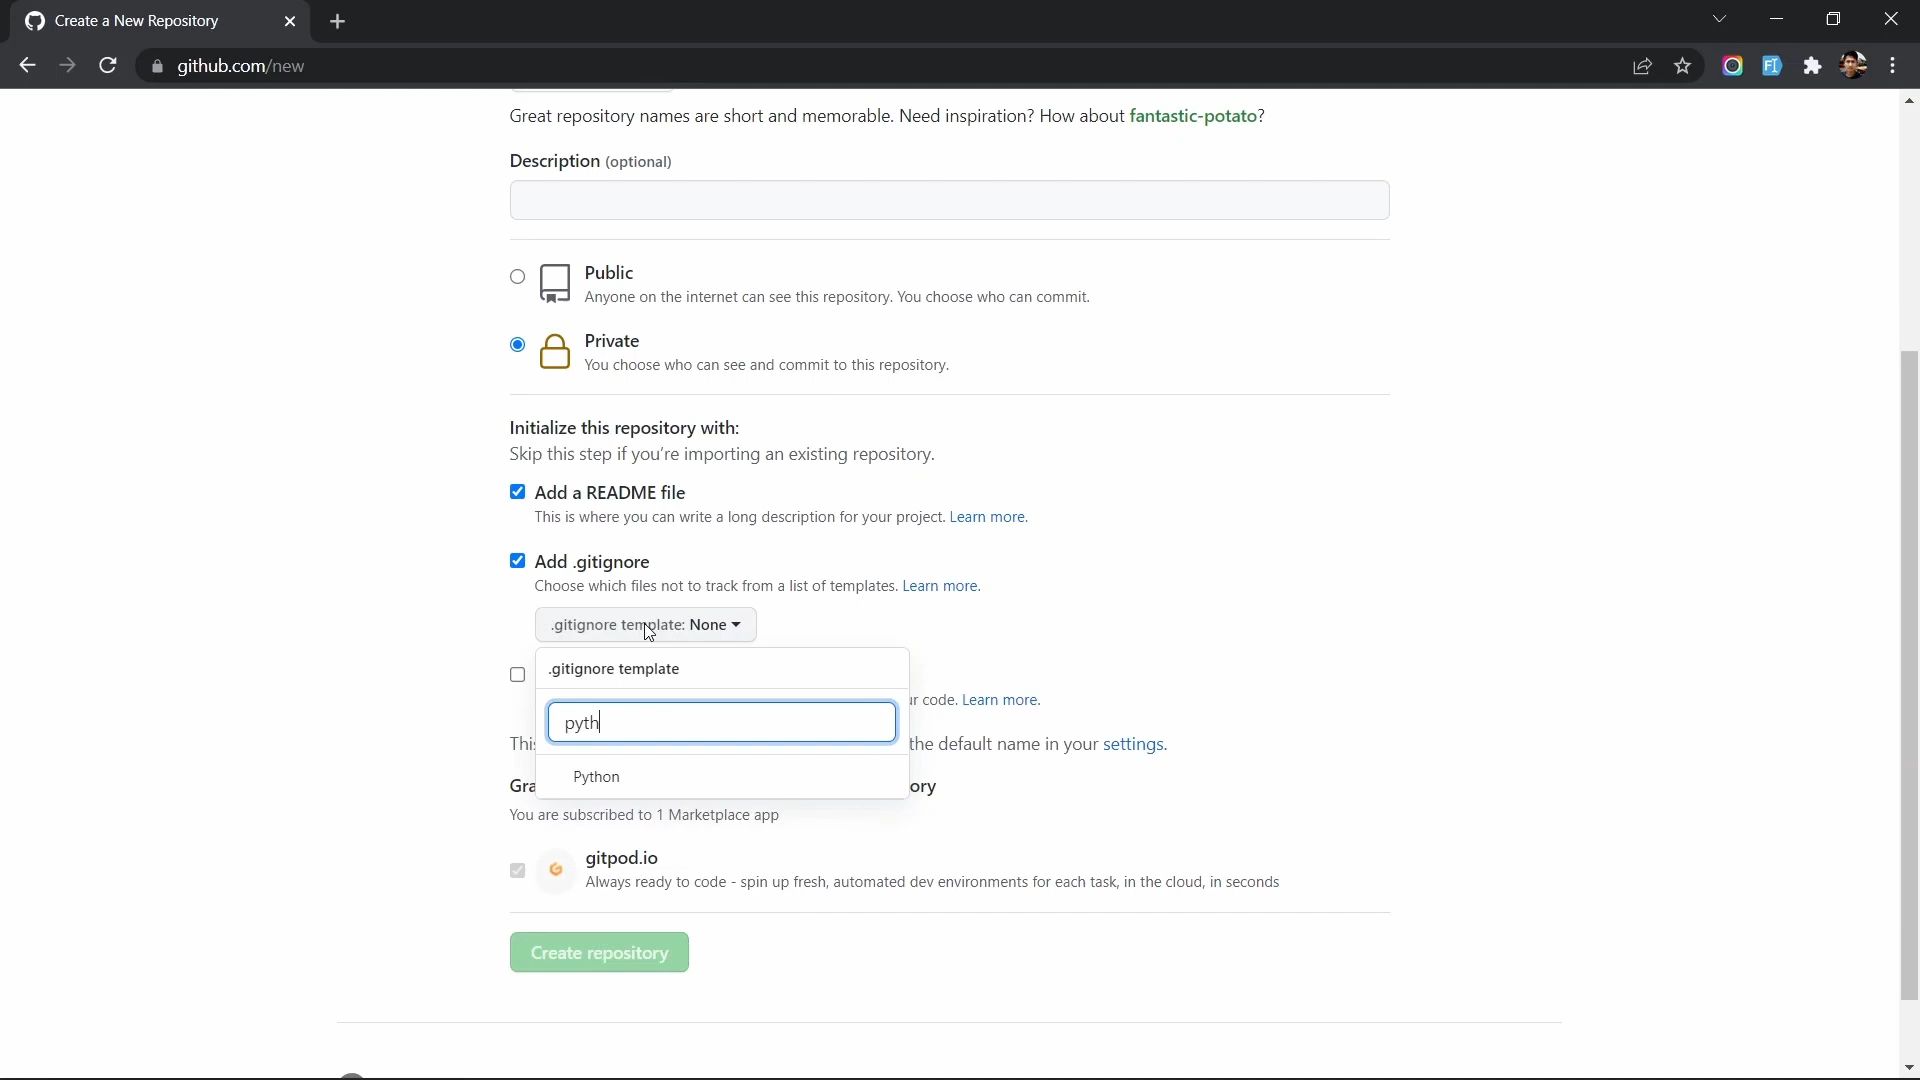 Create a New Repository
github.com/new
Great repository names are short and memorable. Need inspiration? How about fantastic-potato?
Description (optional)
Public
Anyone on the internet can see this repository. You choose who can commit.
Private
You choose who can see and commit to this repository.
Initialize this repository with:
Skip this step if you're importing an existing repository.
Add a README file
This is where you can write a long description for your project. Learn more.
Add .gitignore
Choose which files not to track from a list of templates. Learn more.
.gitignore template: None
.gitignore template
code. Learn more.
pyth
the default name in your settings.
Python
You are subscribed to 1 Marketplace app
gitpod.io
Always ready to code - spin up fresh, automated dev environments for each task, in the cloud, in seconds
Create repository